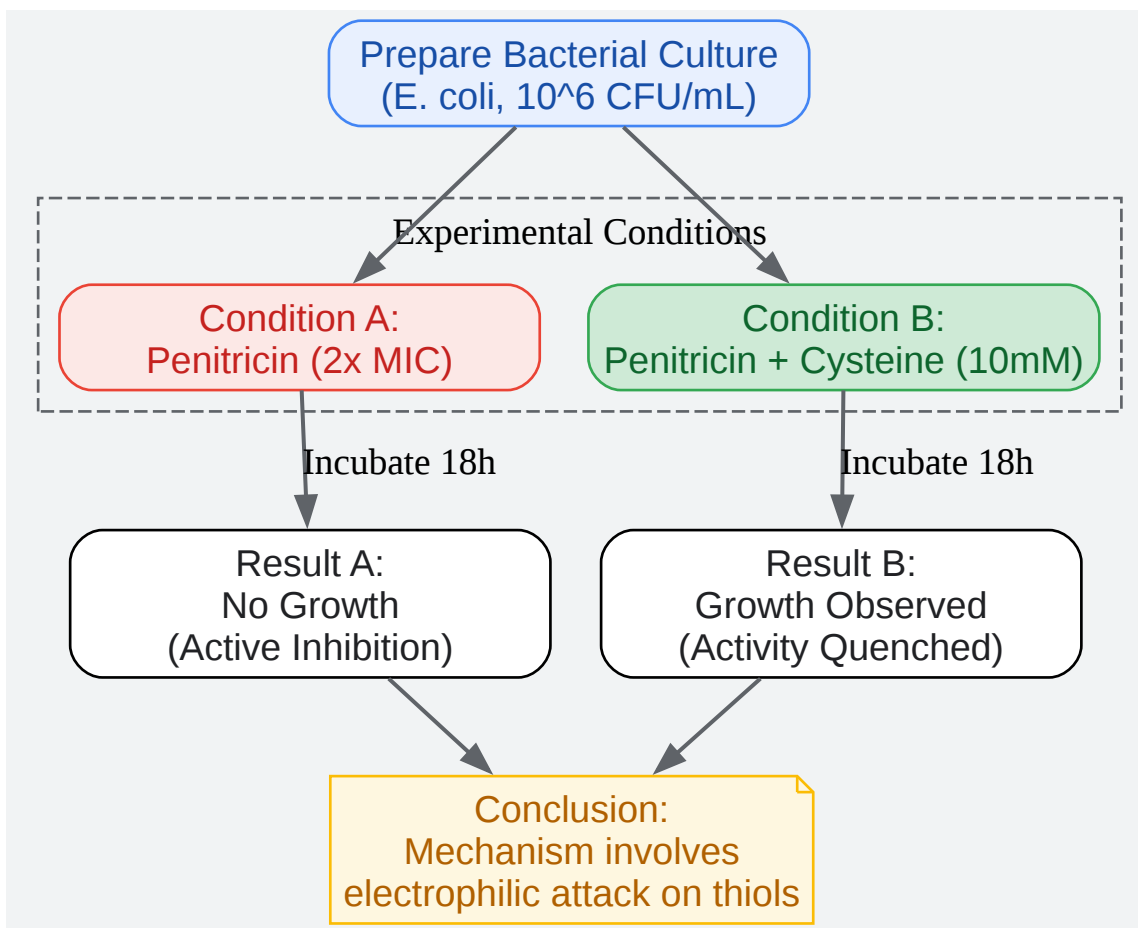 Prepare Bacterial Culture
(E. coli, 10^6 CFU/mL)
Experimental Conditions
Condition A:
Penitricin (2x MIC)
Condition B:
Penitricin + Cysteine (10mM)
Incubate 18h
Incubate 18h
Result A:
No Growth
(Active Inhibition)
Result B:
Growth Observed
(Activity Quenched)
Conclusion:
Mechanism involves
electrophilic attack on thiols